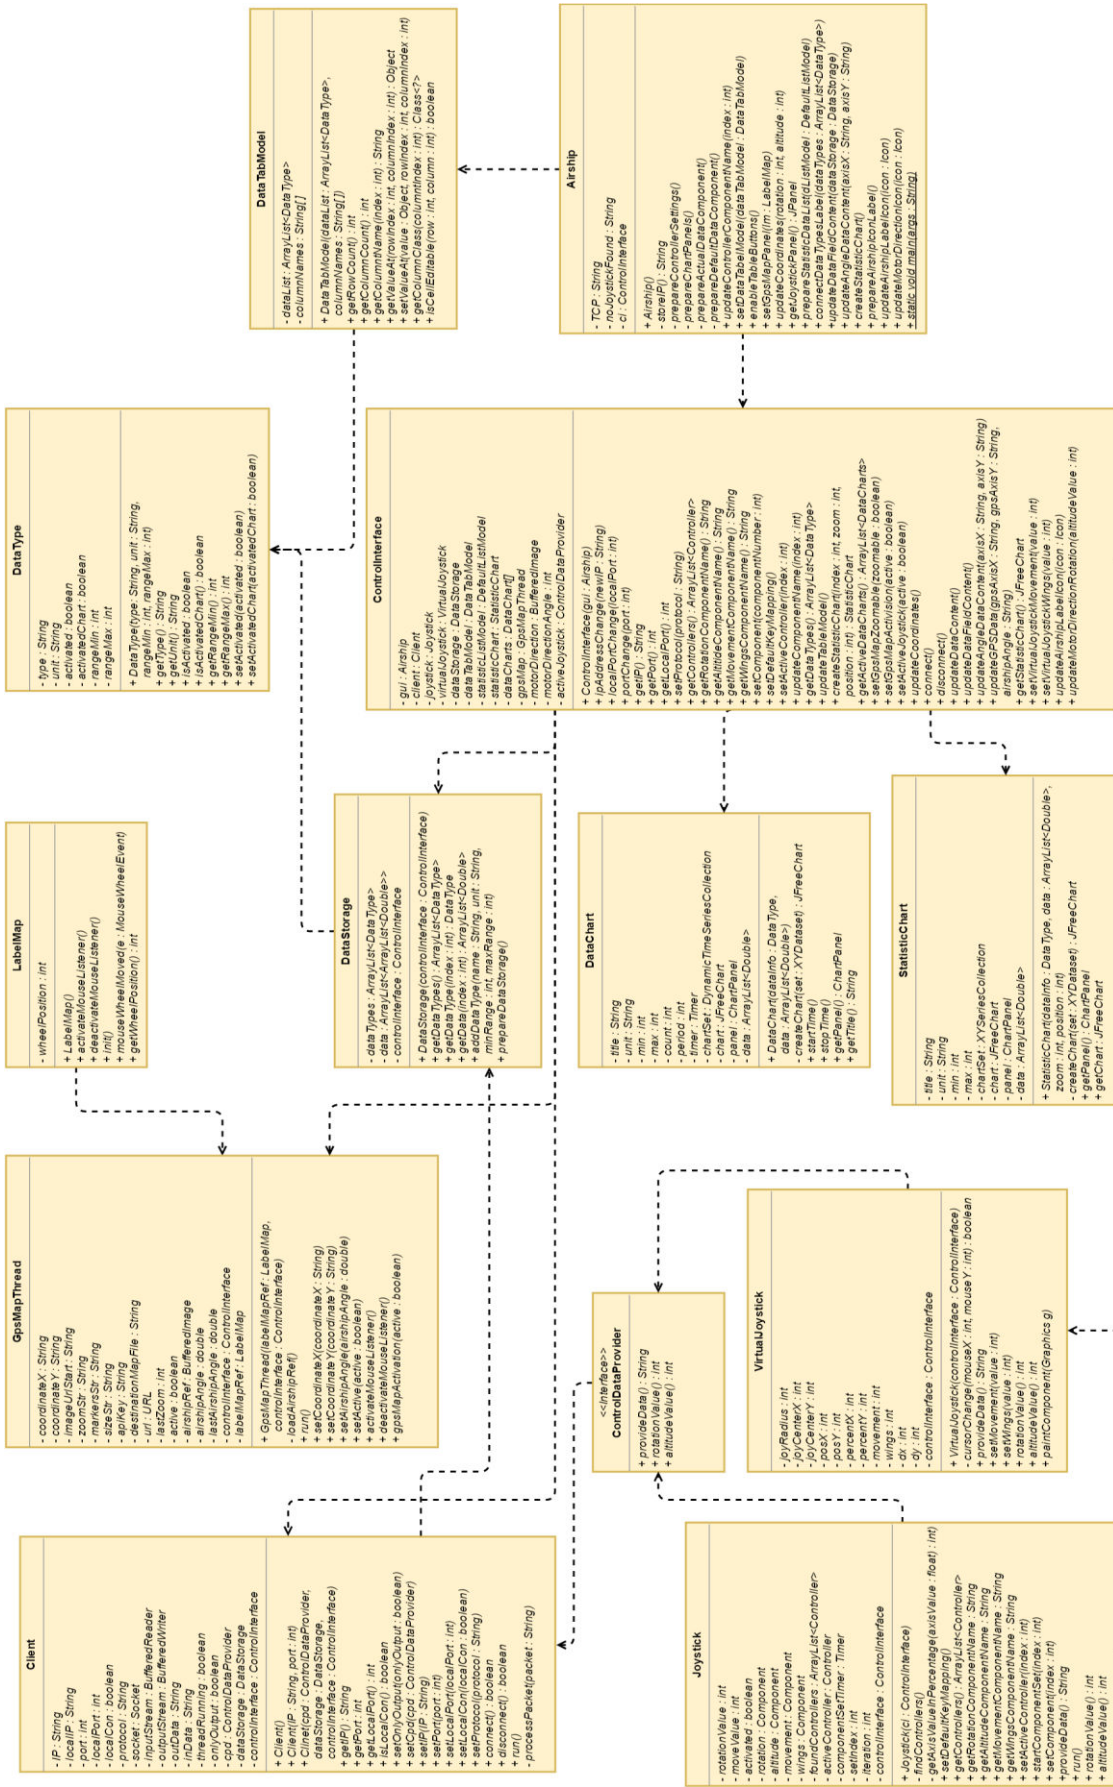 Client
- IP : String
- localIP : String
- port : int
- localPort : int
- localCon : boolean
- protocol : String
- socket : Socket
- inputStream : BufferedReader
- outputStream : BufferedWriter
- outData : String
- inData : String
- threadRunning : boolean
- onlyOutput : boolean
- cpd : ControlDataProvider
- dataStorage : DataStorage
- controlInterface : ControlInterface
+ Client()
+ Client(IP : String, port : int)
+ Clinet(cpd : ControlDataProvider,
dataStorage : DataStorage,
controlInterface : ControlInterface)
+ getIP() : String
+ getPort() : int
+ getLocalPort() : int
- isLocalCon() : boolean
+ setOnlyOutput(onlyOutput : boolean)
+ setCpd(cpd : ControlDataProvider)
+ setIP(IP : String)
+ setPort(port : int)
+ setLocalPort(localPort : int)
+ setLocalCon(localCon : boolean)
+ setProtocol(protocol : String)
+ connect() : boolean
+ disconnect() : boolean
+ run()
- processPacket(packet : String)
GpsMapThread
- coordinateX : String
- coordinateY : String
- imageUrlStart : String
- zoomStr : String
- markersStr : String
- sizeStr : String
- apiKey : String
- destinationMapFile : String
- url : URL
- lastZoom : int
- active : boolean
- airshipRef : BufferedImage
- airshipAngle : double
- lastAirshipAngle : double
- controlInterface : ControlInterface
- labelMapRef : LabelMap
+ GpsMapThread(labelMapRef : LabelMap,
controlInterface : ControlInterface)
- loadAirshipRef()
+ run()
+ setCoordinateX(coordinateX : String)
+ setCoordinateY(coordinateY : String)
+ setAirshipAngle(airshipAngle : double)
+ setActive(active : boolean)
+ activateMouseListener()
+ deactivateMouseListener()
+ gpsMapActivation(active : boolean)
LabelMap
- wheelPosition : int
+ LabelMap()
+ activateMouseListener()
+ deactivateMouseListener()
+ init()
+ mouseWheelMoved(e : MouseWheelEvent)
+ getWheelPosition() : int
DataType
- type : String
- unit : String
- activated : boolean
- activatedChart : boolean
- rangeMin : int
- rangeMax : int
+ DataType(type : String, unit : String,
rangeMin : int, rangeMax : int)
+ getType() : String
+ getUnit() : String
+ isActivated : boolean
+ isActivatedChart() : boolean
+ getRangeMin() : int
+ getRangeMax() : int
+ setActivated(activated : boolean)
+ setActivatedChart(activatedChart : boolean)
DataTabModel
- dataList : ArrayList<DataType>
- columnNames : String[]
+ DataTabModel(dataList : ArrayList<DataType>,
columnNames : String[])
+ getRowCount() : int
+ getColumnCount() : int
+ getColumntName(index : int) : String
+ getValueAt(rowIndex : int, columnIndex : int) : Object
+ setValueAt(value : Object, rowIndex : int, columnIndex : int)
+ getColumnClass(columnIndex : int) : Class<?>
+ isCellEditable(row : int, column : int) : boolean
DataStorage
- dataTypes : ArrayList<DataType>
- data : ArrayList<ArrayList<Double>>
- controlInterface : ControlInterface
+ DataStorage(controlInterface : ControlInterface)
+ getDataTypes() : ArrayList<DataType>
+ getDataType(index : int) : DataType
+ getData(index : int) : ArrayList<Double>
+ addDataType(name : String, unit : String,
minRange : int, maxRange : int)
+ prepareDataStorage()
ControlInterface
- gui : Airship
- client : Client
- joystick : Joystick
- virtualJoystick : VirtualJoystick
- dataStorage : DataStorage
- dataTabModel : DataTabModel
- statisticListModel : DefaultListModel
- statisticChart : StatisticChart
- dataCharts : DataChart[]
- gpsMap : GpsMapThread
- motorDirection : BufferedImage
- motorDirectionAngle : int
- activeJoystick : ControlDataProvider
+ ControlInterface(gui : Airship)
+ ipAddressChange(newIP : String)
+ localPortChange(localPort : int)
+ portChange(port : int)
+ getIP() : String
+ getPort() : int
+ getLocalPort() : int
+ setProtocol(protocol : String)
+ getControllers() : ArrayList<Controller>
+ getRotationComponentName() : String
+ getAltitideComponentName() : String
+ getMovementComponentName() : String
+ getWingsComponentName() : String
+ setComponent(componentNumber : int)
+ setDefaultKeyMapping()
+ setActiveController(index : int)
+ updateComponentName(index : int)
+ getDataTypes() : ArrayList<DataType>
+ updateTableModel()
+ createStatisticChart(index : int, zoom : int,
position : int) : StatisticChart
+ getActiveDataCharts() : ArrayList<DataCharts>
+ setGpsMapZoomable(zoomable : boolean)
+ setGpsMapActivision(active : boolean)
+ setActiveJoystick(active : boolean)
+ updateCoordinates()
+ connect()
+ disconnect()
+ updateDataContent()
+ updateDataFieldContent()
+ updateAngleDataContent(axisX : String, axisY : String)
+ updateGPSData(gpsAxisX : String, gpsAxisY : String,
airshipAngle : String)
+ getStatisticChart() : JFreeChart
+ setVirtualJoystickMovement(value : int)
+ setVirtualJoystickWings(value : int)
+ updateAirshipLabelIcon(icon : Icon)
+ updateMotorDirectionRotation(altitudeValue : int)
Airship
- TCP : String
- noJoystickFound : String
- ci : ControlInterface
+ Airship()
- storeIP() : String
- prepareControllerSettings()
- prepareChartPanels()
- prepareActualDataComponent()
- prepareDefaultDataComponent()
+ updateControllerComponentName(index : int)
+ setDataTabelModel(dataTabModel : DataTabModel)
+ enableTableButtons()
+ setGpsMapPanel(lm : LabelMap)
+ updateCoordinates(rotation : int, altitude : int)
+ getJoystickPanel() : JPanel
+ prepareStatisticDataList(dListModel : DefaultListModel)
+ connectDataTypesLabel(dataTypes : ArrayList<DataType>)
+updateDataFieldContent(dataStorage : DataStorage)
+ updateAngleDataContent(axisX : String, axisY : String)
+ createStatisticChart()
+ prepareAirshipIconLabel()
+ updateAirshipLabelIcon(icon : Icon)
+ updateMotorDirectionIcon(icon : Icon)
+ static void main(args : String)
DataChart
- title : String
- unit : String
- min : int
- max : int
- count : int
- period : int
- timer : Timer
- chartSet : DynamicTimeSeriesCollection
- chart : JFreeChart
- panel : ChartPanel
- data : ArrayList<Double>
+ DataChart(dataInfo : DataType,
data : ArrayList<Double>)
- createChart(set : XYDataset) : JFreeChart
+ startTime()
+ stopTime()
+ getPanel() : ChartPanel
+ getTitle() : String
StatisticChart
- title : String
- unit : String
- min : int
- max : int
- chartSet : XYSeriesCollection
- chart : JFreeChart
- panel : ChartPanel
- data : ArrayList<Double>
+ StatisticChart(dataInfo : DataType, data : ArrayList<Double>,
zoom : int, position : int)
- createChart(set : XYDataset) : JFreeChart
+ getPanel() : ChartPanel
+ getChart : JFreeChart
<<Interface>>
ControlDataProvider
+ provideData() : String
+ rotationValue() : int
+ altitudeValue() : int
VirtualJoystick
- joyRadius : int
- joyCenterX : int
- joyCenterY : int
- posX : int
- posY : int
- percentX : int
- percentY : int
- movement : int
- wings : int
- dx : int
- dy : int
- controlInterface : ControlInterface
+ VirtualJoystick(controlInterface : ControlInterface)
- cursorChange(mouseX : int, mouseY : int) : boolean
+ provideData() : String
+ setMovement(value : int)
+ setWings(value : int)
+ rotationValue() : int
+ altitudeValue() : int
+ paintComponent(Graphics g)
Joystick
- rotationValue : int
- moveValue : int
- activated : boolean
- rotation : Component
- altitude : Component
- movement : Component
- wings : Component
- foundControllers : ArrayList<Controller>
- activeController : Controller
- componentSetTimer : Timer
- setIndex : int
- iteration : int
- controlInterface : ControlInterface
+ Joystick(ci : ControlInterface)
- findControllers()
- getAxisValueInPercentage(axisValue : float) : int)
+ setDefaultKeyMapping()
+ getControllers() : ArrayList<Controller>
+ getRotationComponentName : String
+ getAltitudeComponentName : String
+ getMovementComponentName : String
+ getWingsComponentName : String
+ setActiveController(index : int)
+ startComponentSet(index : int)
+ setComponent(index : int)
+provideData() : String
+ run()
+ rotationValue() : int
+ altitudeValue() : int